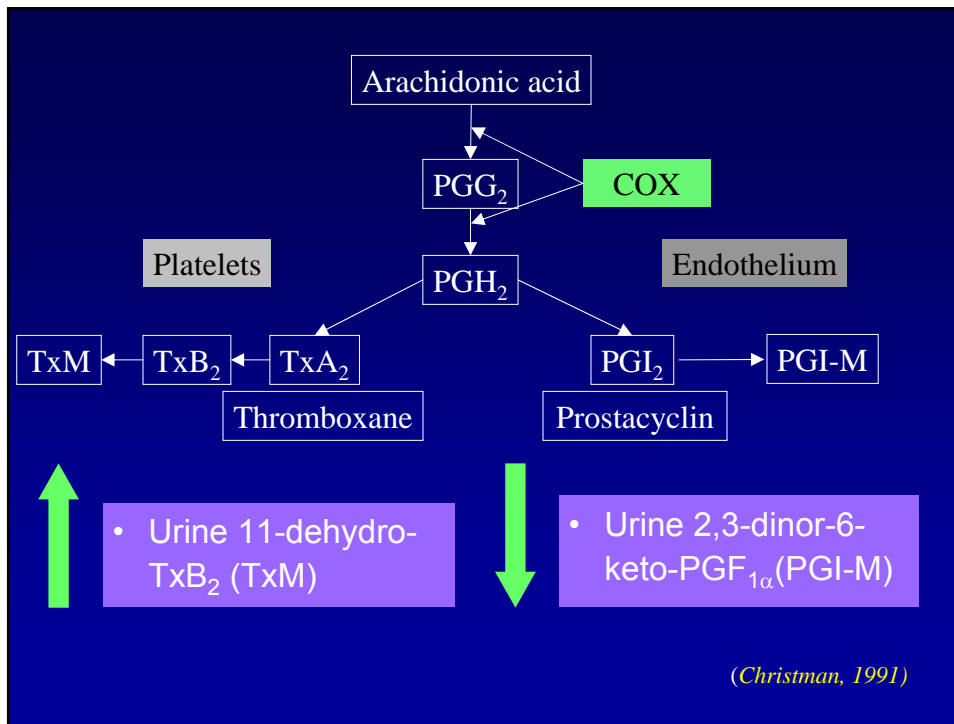 Arachidonic acid
PGG₂
COX
Platelets
Endothelium
PGH₂
TxM
TxB₂
TxA₂
PGI₂
PGI-M
Thromboxane
Prostacyclin
• Urine 11-dehydro-
TxB₂ (TxM)
• Urine 2,3-dinor-6-
keto-PGF₁α(PGI-M)
(Christman, 1991)